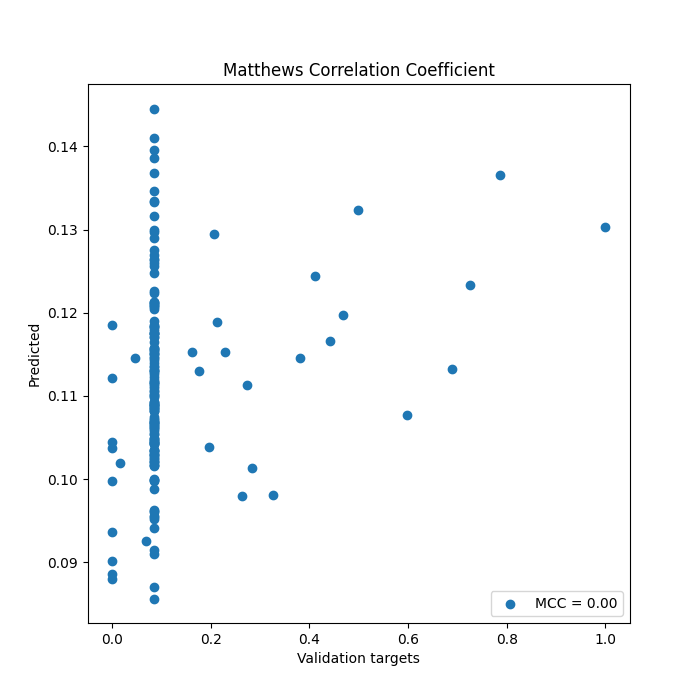 Matthews Correlation Coefficient
0.14
0.13
0.12
0.11
0.10
0.09
Predicted
MCC = 0.00
0.0 0.2 0.4 0.6 0.8 1.0
Validation targets